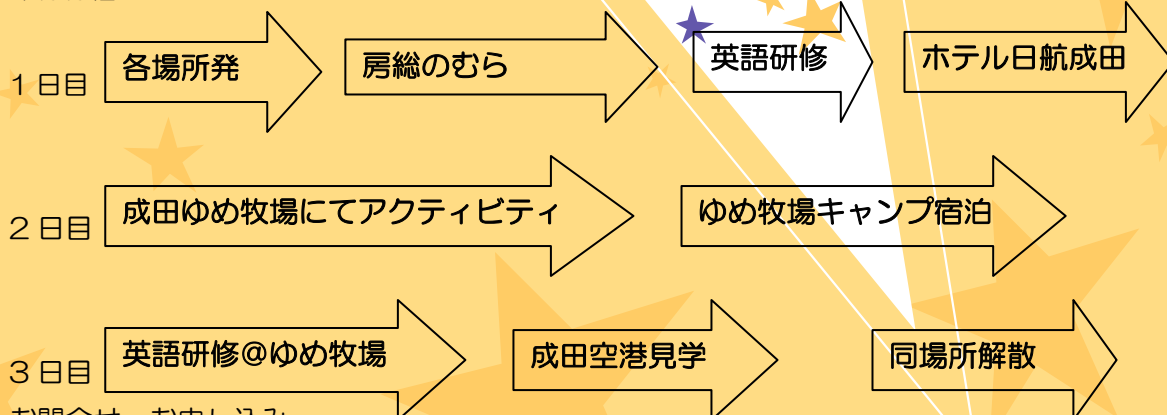 1日目 各場所発 房総のむら 英語研修 ホテル日航成田
2日目 成田ゆめ牧場にてアクティビティ ゆめ牧場キャンプ宿泊
3日目 英語研修@ゆめ牧場 成田空港見学 同場所解散